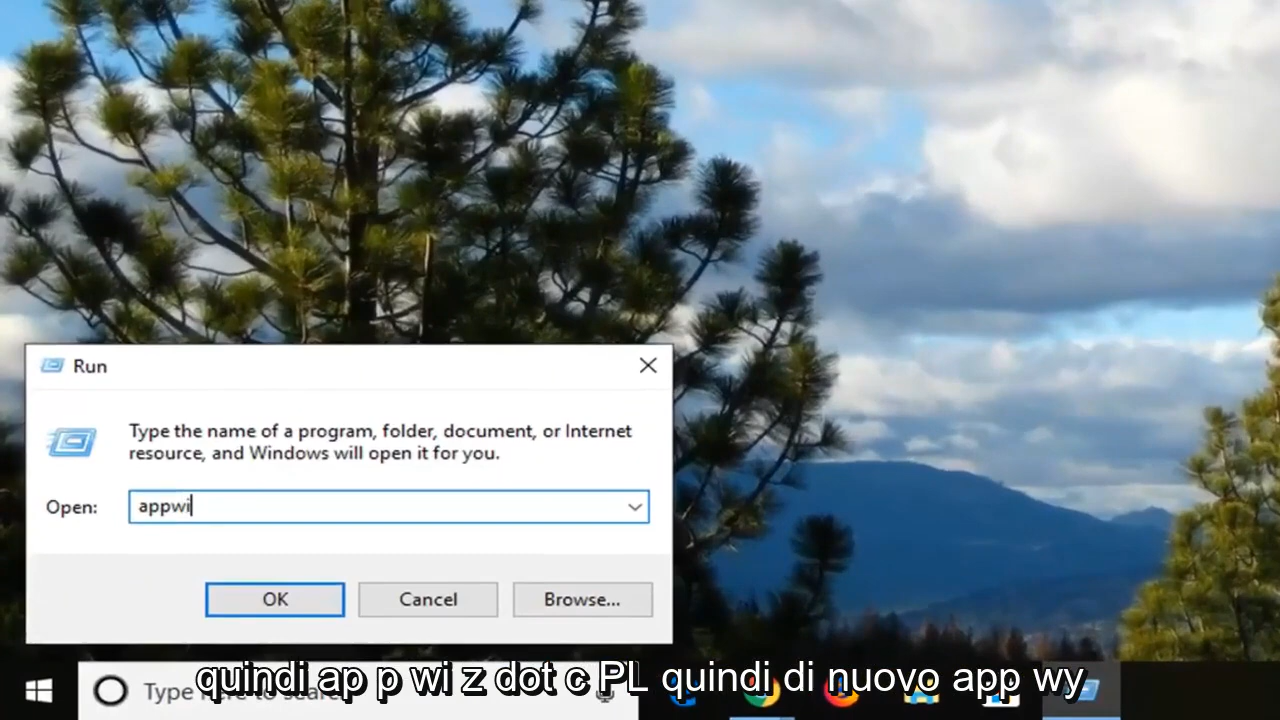 Run
Type the name of a program, folder, document, or Internet
resource, and Windows will open it for you.
Open:
appwi
OK
Cancel
Browse...
Type here to search
quindi ap p wi z dot c PL quindi di nuovo app wy